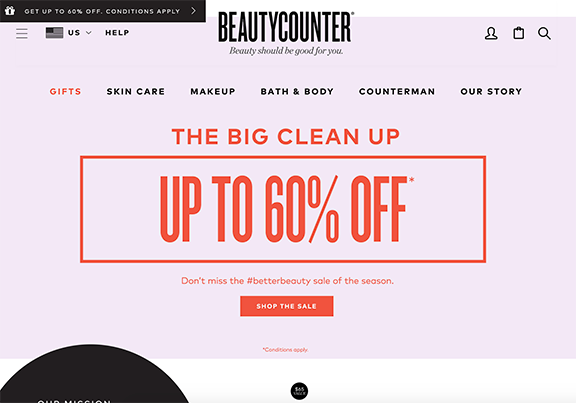 GET UP TO 60% OFF. CONDITIONS APPLY
US
HELP
BEAUTYCOUNTER®
Beauty should be good for you.
GIFTS SKIN CARE MAKEUP BATH & BODY COUNTERMAN OUR STORY
THE BIG CLEAN UP
UP TO 60% OFF*
Don't miss the #betterbeauty sale of the season.
SHOP THE SALE
*Conditions apply.
OUR MISSION
$65